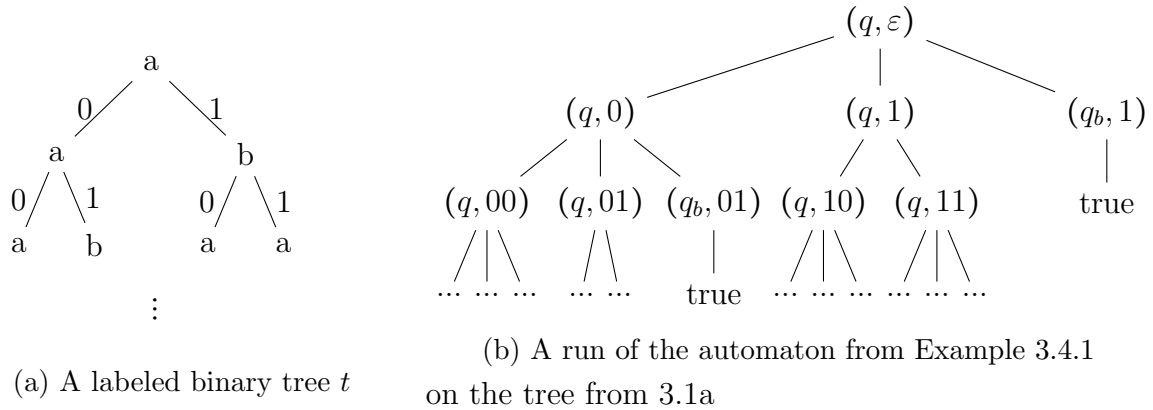 a
0 1
a b
0 1 0 1
a b a a
⋮
(a) A labeled binary tree t
(q, ε)
(q, 0) (q, 1) (q_b, 1)
(q, 00) (q, 01) (q_b, 01) (q, 10) (q, 11) true
... ... ... ... ... true ... ... ... ... ... ...
(b) A run of the automaton from Example 3.4.1
on the tree from 3.1a